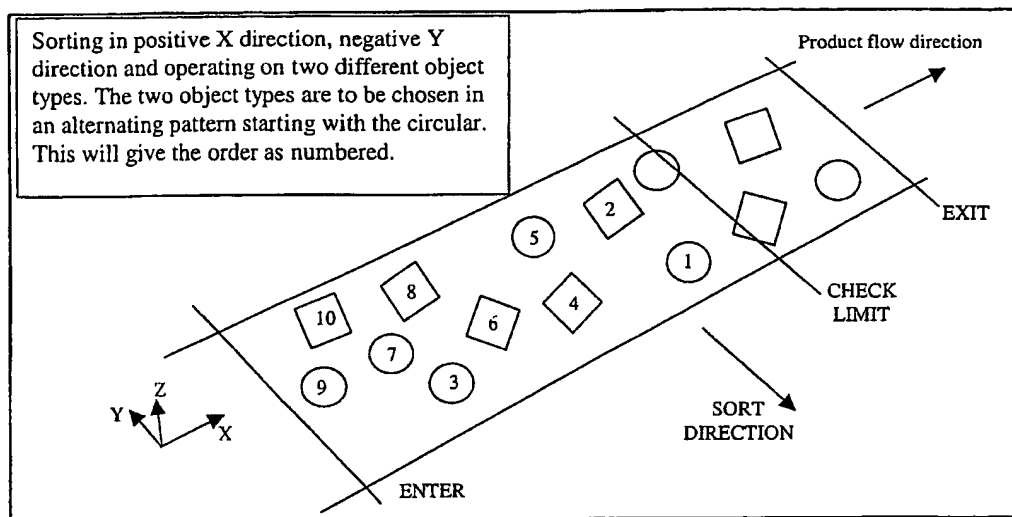 Sorting in positive X direction, negative Y
direction and operating on two different object
types. The two object types are to be chosen in
an alternating pattern starting with the circular.
This will give the order as numbered.
Product flow direction
2
5
1
EXIT
8
10
6
4
CHECK
LIMIT
7
9
3
Z
Y
X
SORT
DIRECTION
ENTER